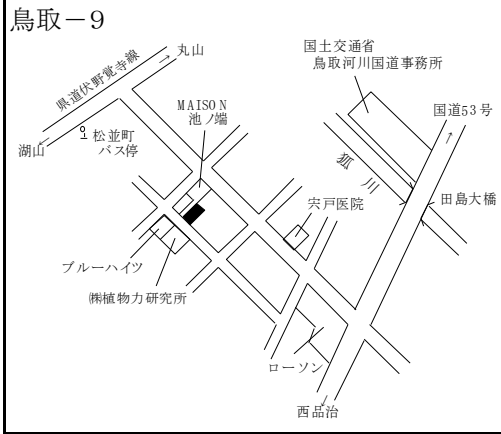 鳥取－9
県道伏野覚寺線
丸山
湖山
松並町
バス停
MAISON
池ノ端
国土交通省
鳥取河川国道事務所
国道53号
狐川
田島大橋
宍戸医院
ブルーハイツ
㈱植物力研究所
ローソン
西品治